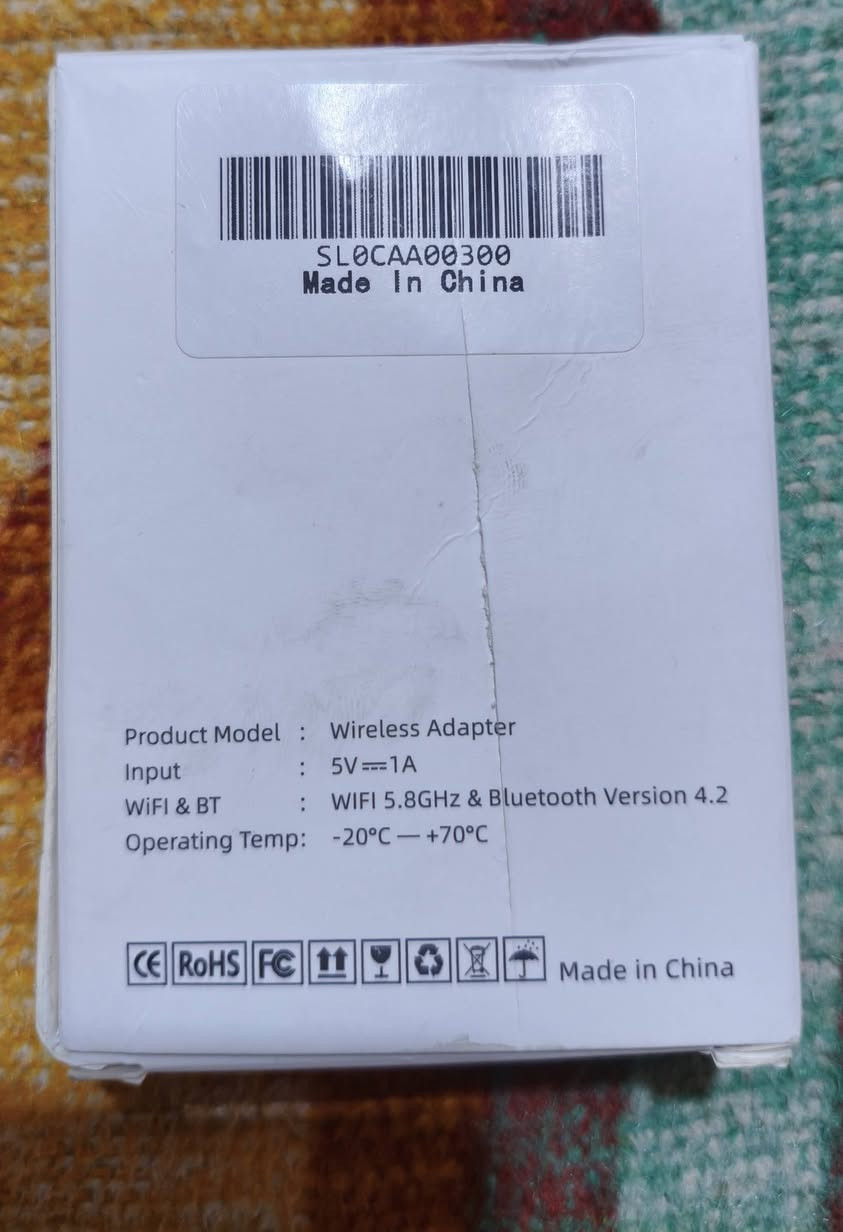 SL0CAA00300
Made In China
Product Model : Wireless Adapter
Input : 5V⎓1A
WiFI & BT : WIFI 5.8GHz & Bluetooth Version 4.2
Operating Temp: -20°C — +70°C
CE RoHS FC Made in China